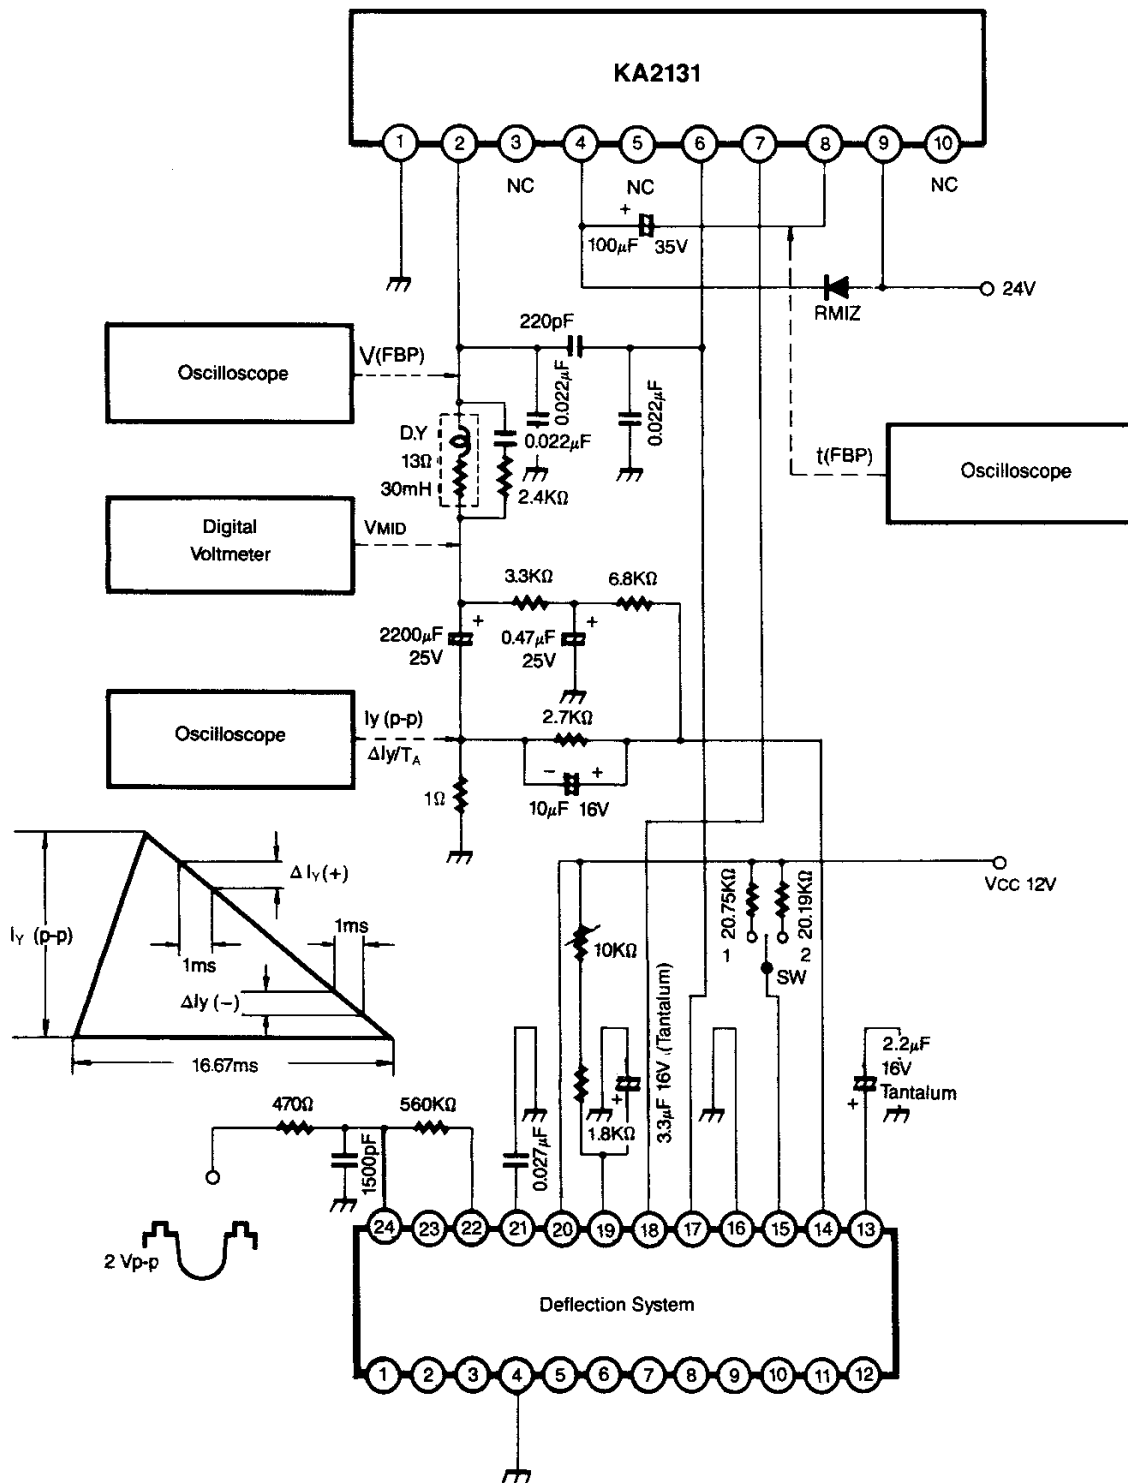 KA2131
1 2 3 4 5 6 7 8 9 10
NC
NC
NC
+
100μF 35V
24V
RMIZ
220pF
Oscilloscope
V(FBP)
0.022μF
0.022μF
0.022μF
D.Y
13Ω
30mH
2.4KΩ
t(FBP)
Oscilloscope
Digital
Voltmeter
VMID
3.3KΩ
6.8KΩ
2200μF
25V
+
0.47μF
25V
+
Oscilloscope
Iy (p-p)
ΔIy/TA
2.7KΩ
− +
10μF 16V
1Ω
Δ IY (+)
IY (p-p)
1ms
1ms
ΔIy (−)
16.67ms
VCC 12V
10KΩ
20.75KΩ
20.19KΩ
1
2
SW
3.3μF 16V (Tantalum)
+
1.8KΩ
2.2μF
16V
Tantalum
+
470Ω
560KΩ
1500pF
0.027μF
2 Vp-p
24 23 22 21 20 19 18 17 16 15 14 13
Deflection System
1 2 3 4 5 6 7 8 9 10 11 12